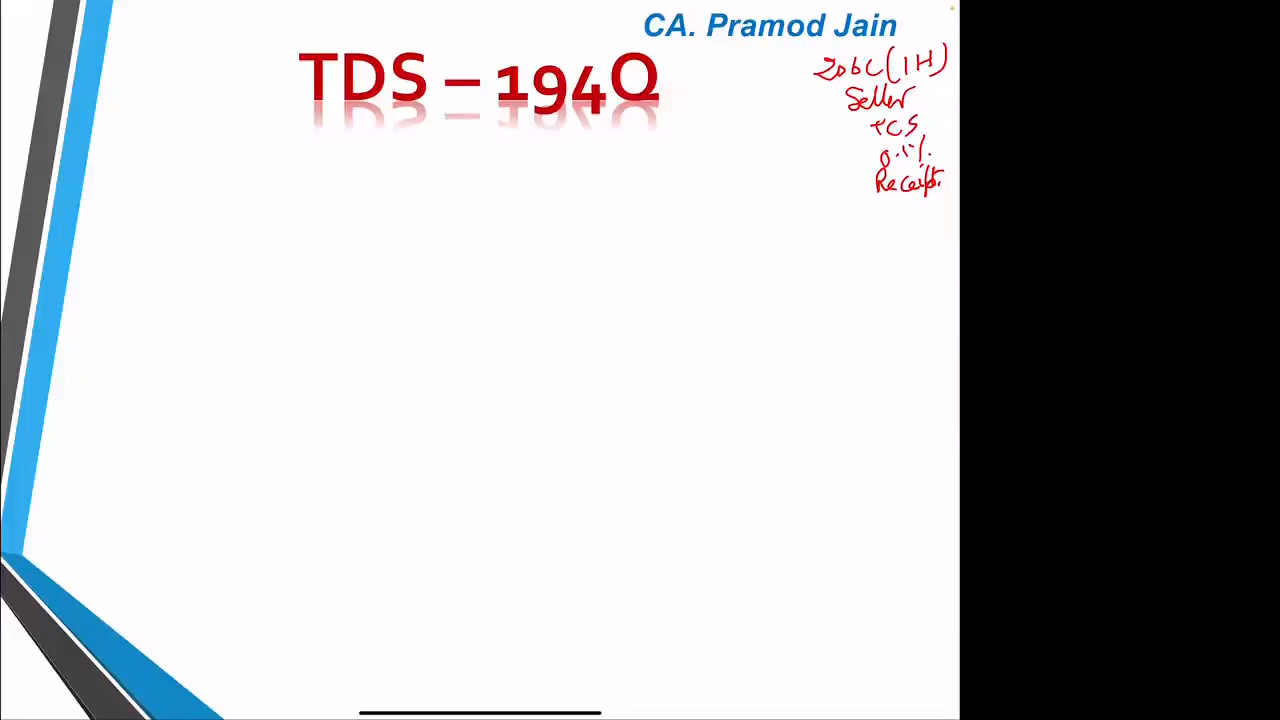 CA. Pramod Jain
TDS – 194Q
206C(1H)
Seller
TCS
0.1%.
Receipt.